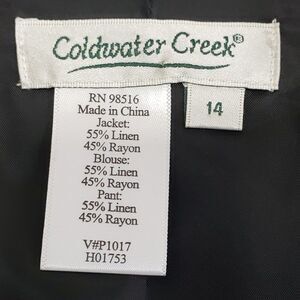 Coldwater Creek®
14
RN 98516
Made in China
Jacket:
55% Linen
45% Rayon
Blouse:
55% Linen
45% Rayon
Pant:
55% Linen
45% Rayon
V#P1017
H01753